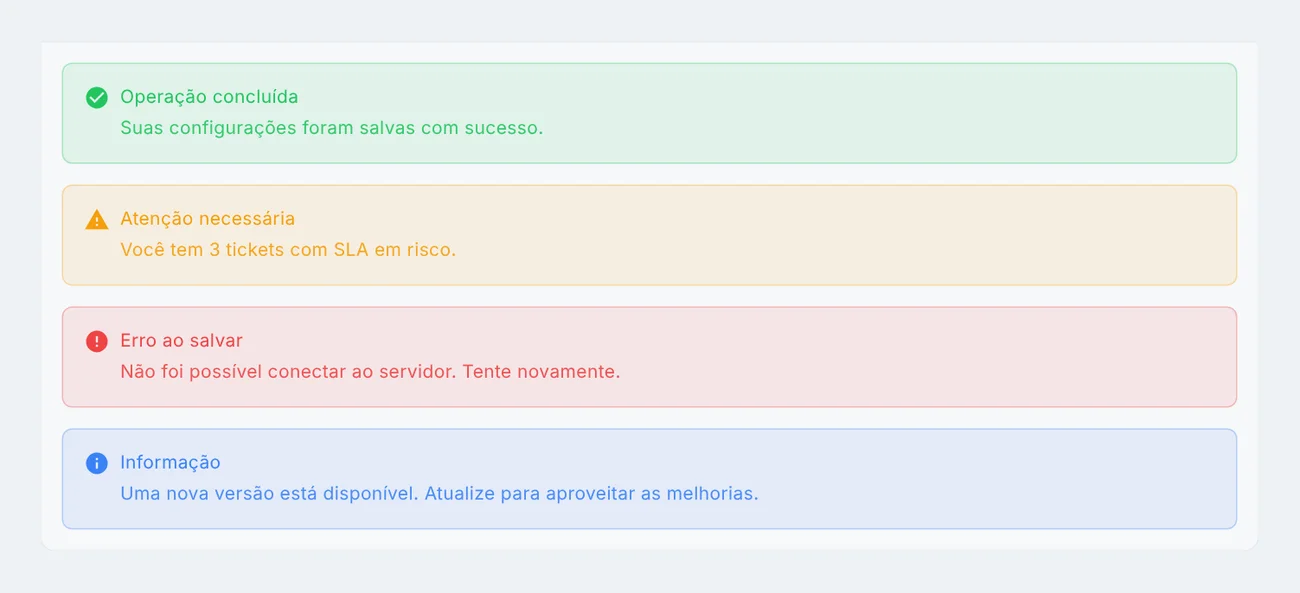 Operação concluída
Suas configurações foram salvas com sucesso.
Atenção necessária
Você tem 3 tickets com SLA em risco.
Erro ao salvar
Não foi possível conectar ao servidor. Tente novamente.
Informação
Uma nova versão está disponível. Atualize para aproveitar as melhorias.